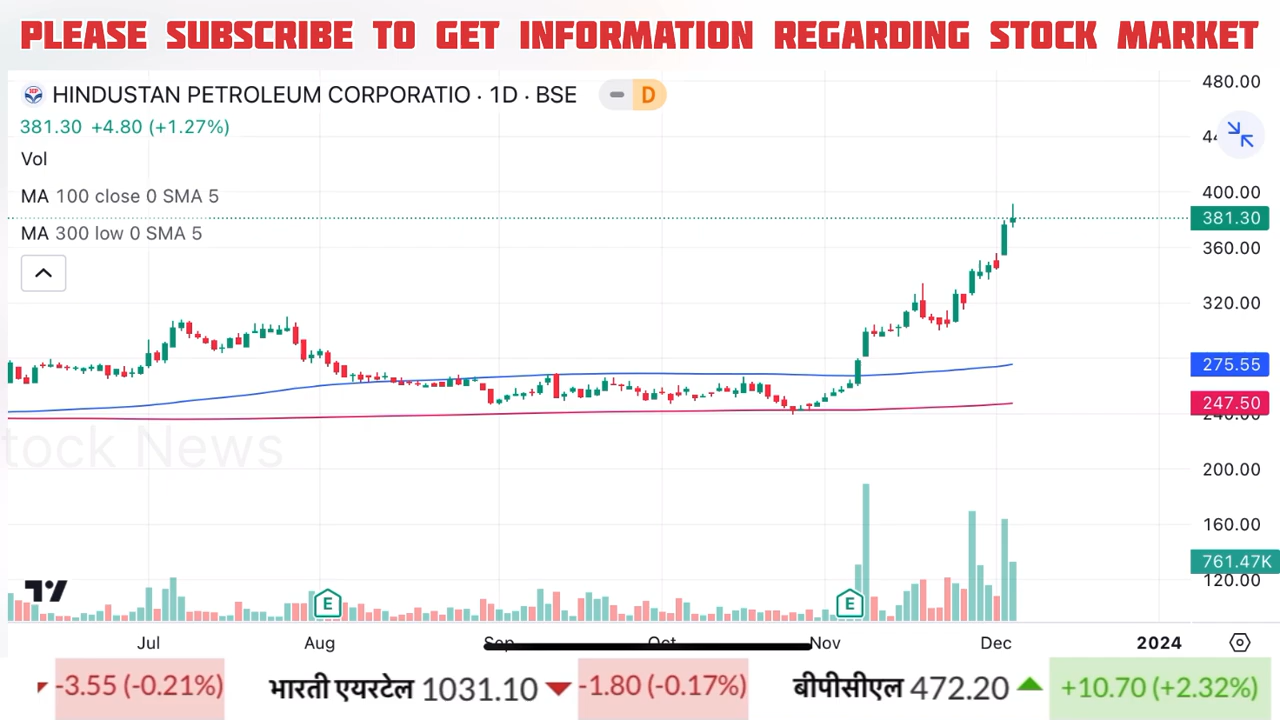 PLEASE SUBSCRIBE TO GET INFORMATION REGARDING STOCK MARKET
HINDUSTAN PETROLEUM CORPORATIO · 1D · BSE
D
381.30 +4.80 (+1.27%)
Vol
MA 100 close 0 SMA 5
MA 300 low 0 SMA 5
480.00
400.00
381.30
360.00
320.00
275.55
247.50
240.00
200.00
160.00
761.47K
120.00
tock News
E E
Jul Aug Sep Oct Nov Dec 2024
-3.55 (-0.21%) भारती एयरटेल 1031.10 -1.80 (-0.17%) बीपीसीएल 472.20 +10.70 (+2.32%)